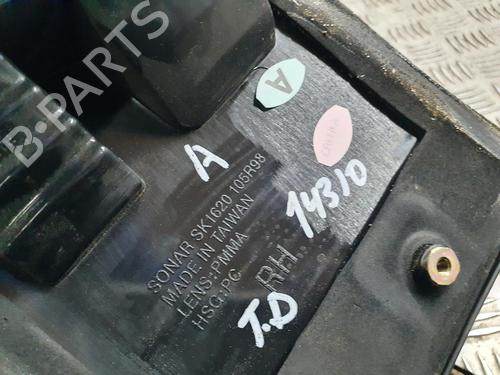 B-PARTS
A
A
14310
SONAR SK1620 105R98
MADE IN TAIWAN
LENS:PMMA
HSG:PC
RH
T.D